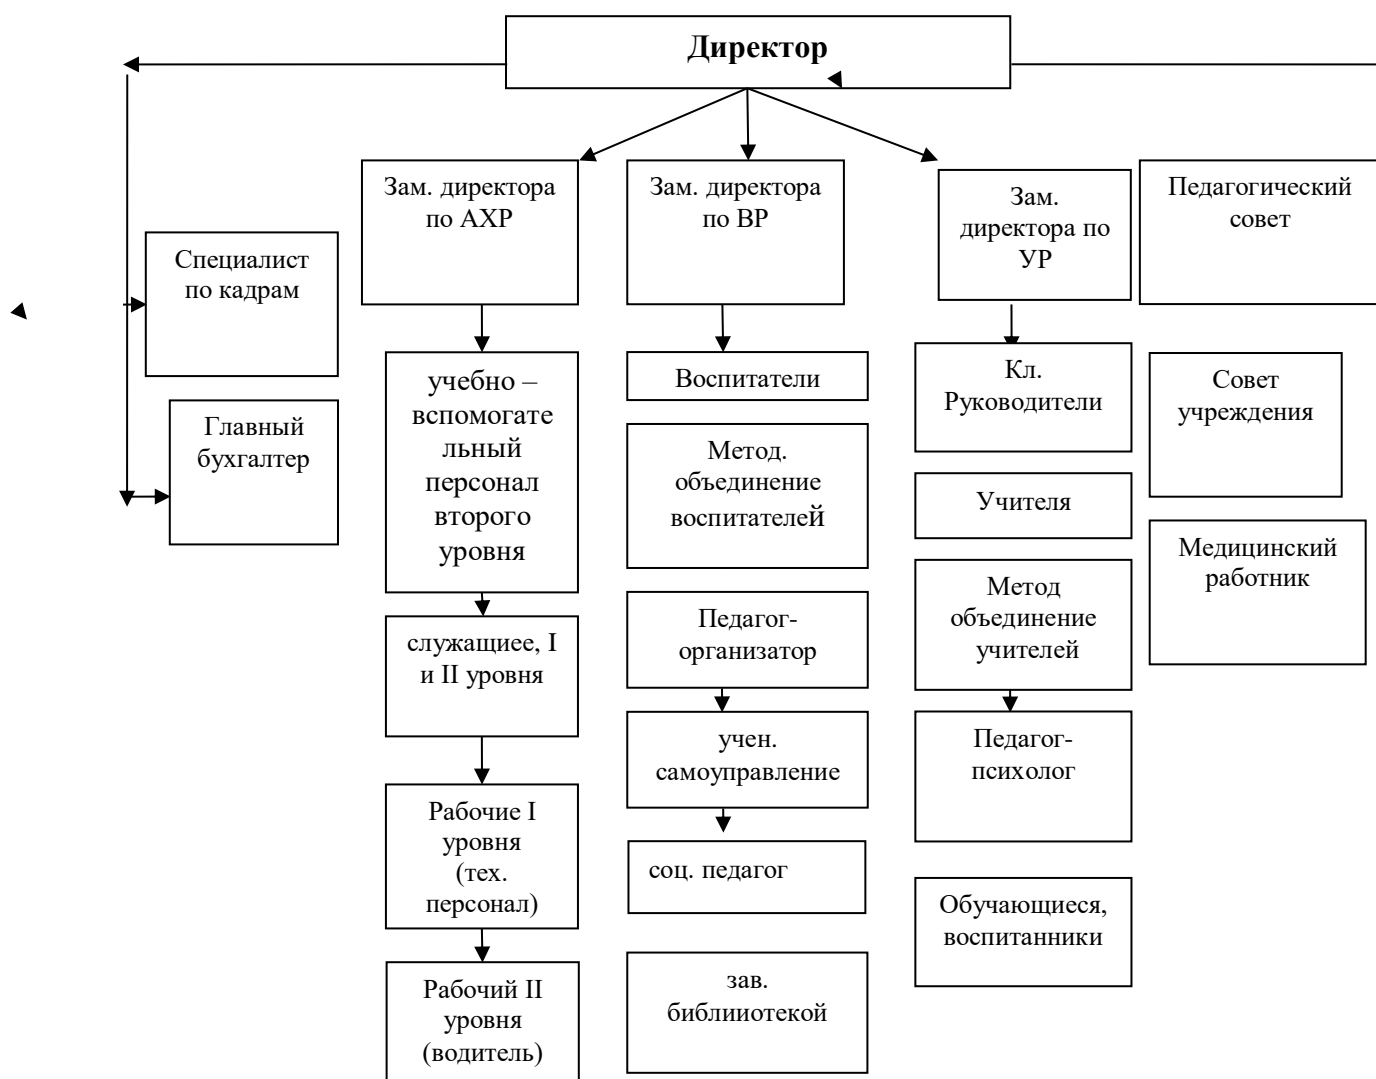 Директор
Зам. директора
по АХР
Зам. директора
по ВР
Зам.
директора по
УР
Педагогический
совет
Специалист
по кадрам
Главный
бухгалтер
учебно –
вспомогате
льный
персонал
второго
уровня
служащиее, I
и II уровня
Рабочие I
уровня
(тех.
персонал)
Рабочий II
уровня
(водитель)
Воспитатели
Метод.
объединение
воспитателей
Педагог-
организатор
учен.
самоуправление
соц. педагог
зав.
библииотекой
Кл.
Руководители
Учителя
Метод
объединение
учителей
Педагог-
психолог
Обучающиеся,
воспитанники
Совет
учреждения
Медицинский
работник